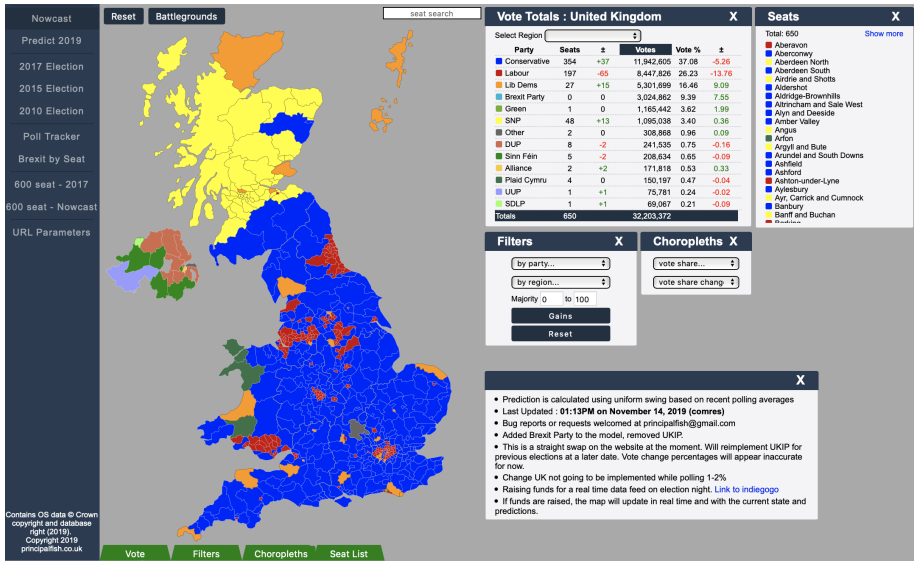 Nowcast
Predict 2019
2017 Election
2015 Election
2010 Election
Poll Tracker
Brexit by Seat
600 seat - 2017
600 seat - Nowcast
URL Parameters
Contains OS data © Crown
copyright and database
right (2019).
Copyright 2019
principalfish.co.uk
Reset
Battlegrounds
seat search
Vote
Filters
Choropleths
Seat List
Vote Totals : United Kingdom X
Select Region
Party Seats ± Votes Vote % ±
Conservative 354 +37 11,942,605 37.08 -5.26
Labour 197 -65 8,447,826 26.23 -13.76
Lib Dems 27 +15 5,301,699 16.46 9.09
Brexit Party 0 0 3,024,862 9.39 7.55
Green 1 0 1,165,442 3.62 1.99
SNP 48 +13 1,095,038 3.40 0.36
Other 2 0 308,868 0.96 0.09
DUP 8 -2 241,535 0.75 -0.16
Sinn Féin 5 -2 208,634 0.65 -0.09
Alliance 2 +2 171,818 0.53 0.33
Plaid Cymru 4 0 150,197 0.47 -0.04
UUP 1 +1 75,781 0.24 -0.02
SDLP 1 +1 69,067 0.21 -0.09
Totals 650 32,203,372
Seats X
Total: 650 Show more
Aberavon
Aberconwy
Aberdeen North
Aberdeen South
Airdrie and Shotts
Aldershot
Aldridge-Brownhills
Altrincham and Sale West
Alyn and Deeside
Amber Valley
Angus
Arfon
Argyll and Bute
Arundel and South Downs
Ashfield
Ashford
Ashton-under-Lyne
Aylesbury
Ayr, Carrick and Cumnock
Banbury
Banff and Buchan
Filters X
by party...
by region...
Majority 0 to 100
Gains
Reset
Choropleths X
vote share...
vote share chang
X
Prediction is calculated using uniform swing based on recent polling averages
Last Updated : 01:13PM on November 14, 2019 (comres)
Bug reports or requests welcomed at principalfish@gmail.com
Added Brexit Party to the model, removed UKIP.
This is a straight swap on the website at the moment. Will reimplement UKIP for
previous elections at a later date. Vote change percentages will appear inaccurate
for now.
Change UK not going to be implemented while polling 1-2%
Raising funds for a real time data feed on election night. Link to indiegogo
If funds are raised, the map will update in real time and with the current state and
predictions.